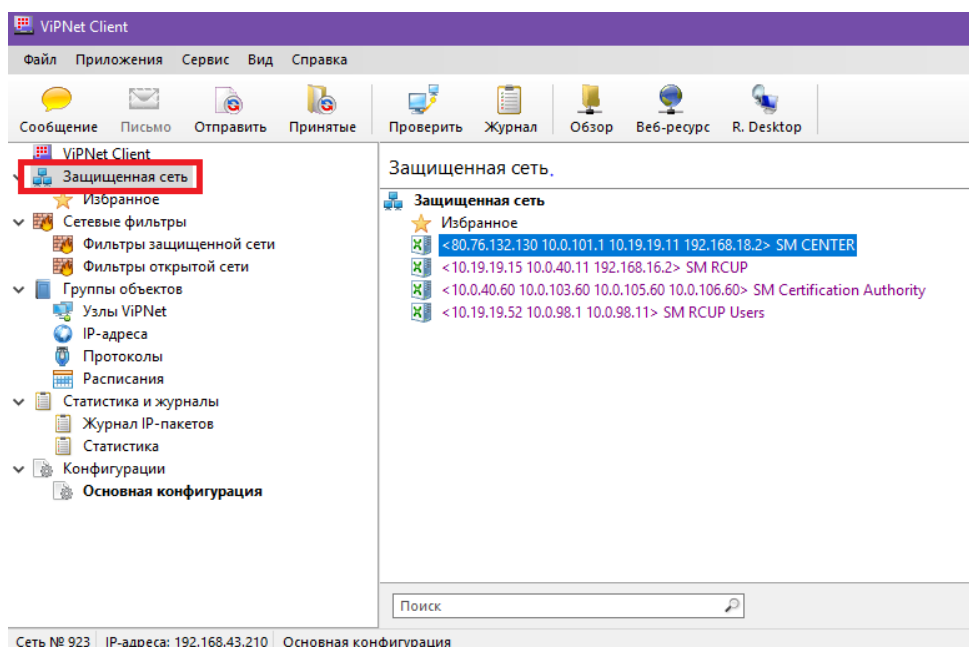 ViPNet Client
Файл Приложения Сервис Вид Справка
Сообщение Письмо Отправить Принятые Проверить Журнал Обзор Веб-ресурс R. Desktop
ViPNet Client
Защищенная сеть
Избранное
Сетевые фильтры
Фильтры защищенной сети
Фильтры открытой сети
Группы объектов
Узлы ViPNet
IP-адреса
Протоколы
Расписания
Статистика и журналы
Журнал IP-пакетов
Статистика
Конфигурации
Основная конфигурация
Защищенная сеть.
Защищенная сеть
Избранное
<80.76.132.130 10.0.101.1 10.19.19.11 192.168.18.2> SM CENTER
<10.19.19.15 10.0.40.11 192.168.16.2> SM RCUP
<10.0.40.60 10.0.103.60 10.0.105.60 10.0.106.60> SM Certification Authority
<10.19.19.52 10.0.98.1 10.0.98.11> SM RCUP Users
Поиск
Сеть № 923 IP-адреса: 192.168.43.210 Основная конфигурация